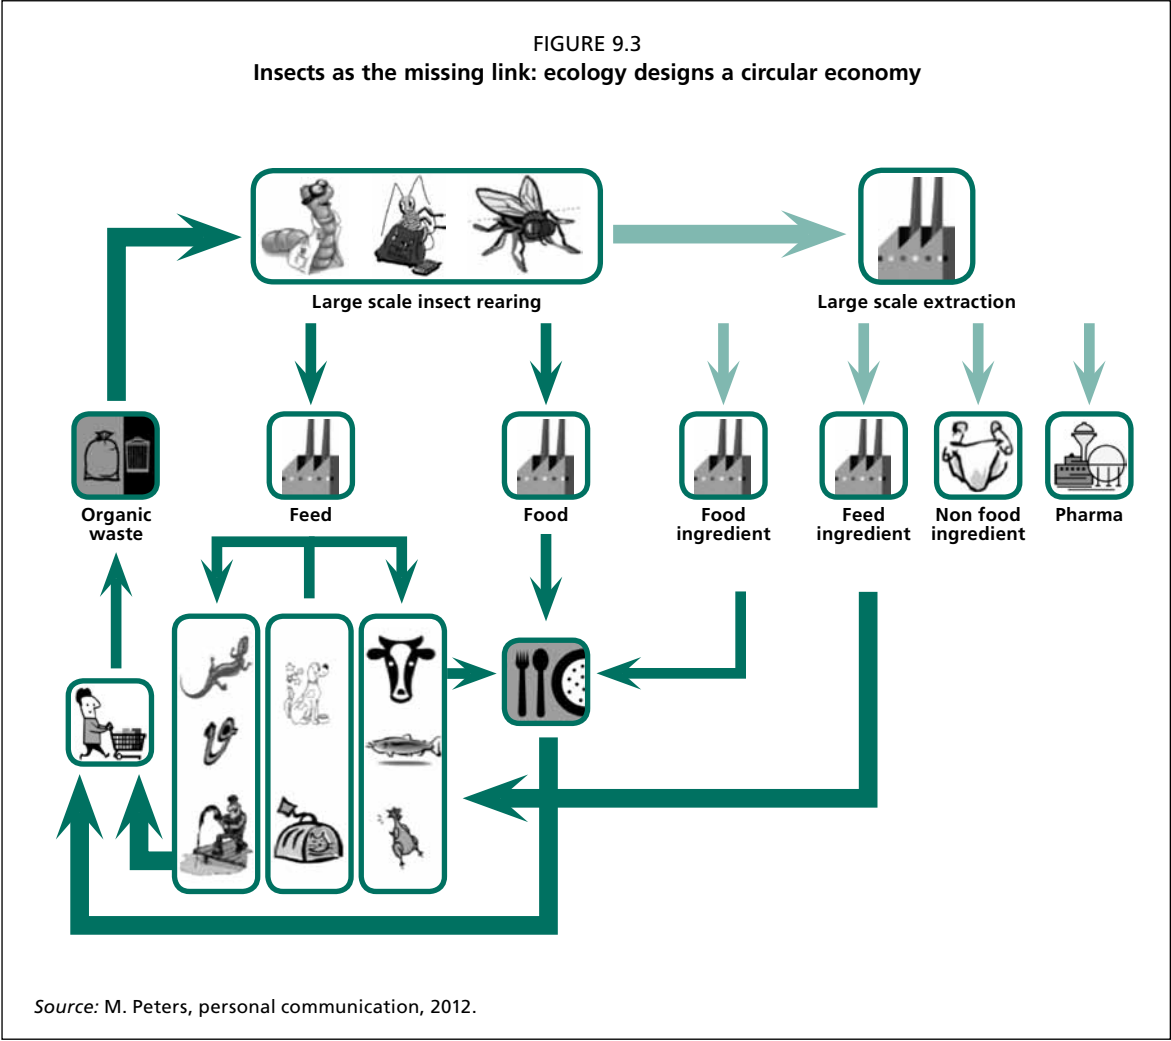 FIGURE 9.3
Insects as the missing link: ecology designs a circular economy
Large scale insect rearing
Large scale extraction
Organic
waste
Feed
Food
Food
ingredient
Feed
ingredient
Non food
ingredient
Pharma
Source: M. Peters, personal communication, 2012.